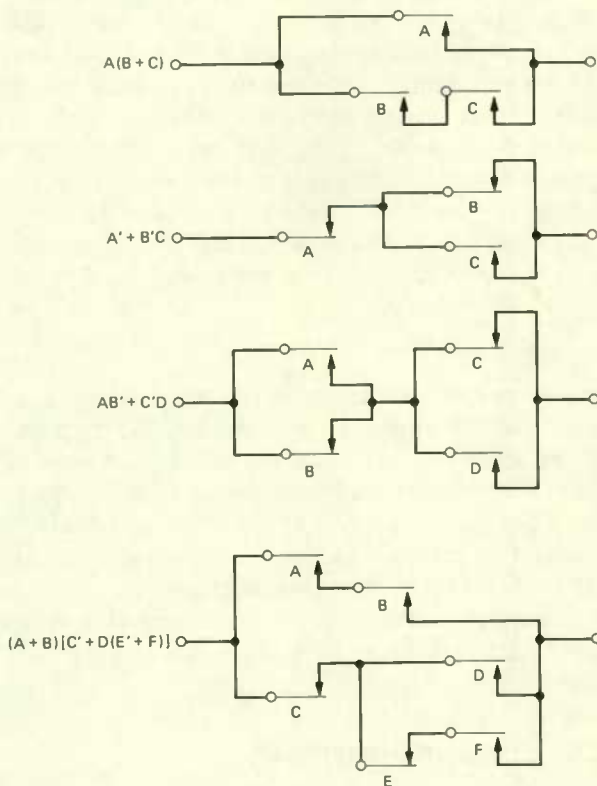 A
A(B + C)
B
C
B
A' + B'C
A
C
A
C
AB' + C'D
B
D
A
B
(A + B)[C' + D(E' + F)]
D
C
F
E